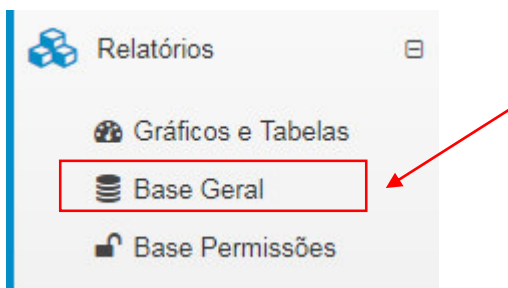 Relatórios
Gráficos e Tabelas
Base Geral
Base Permissões